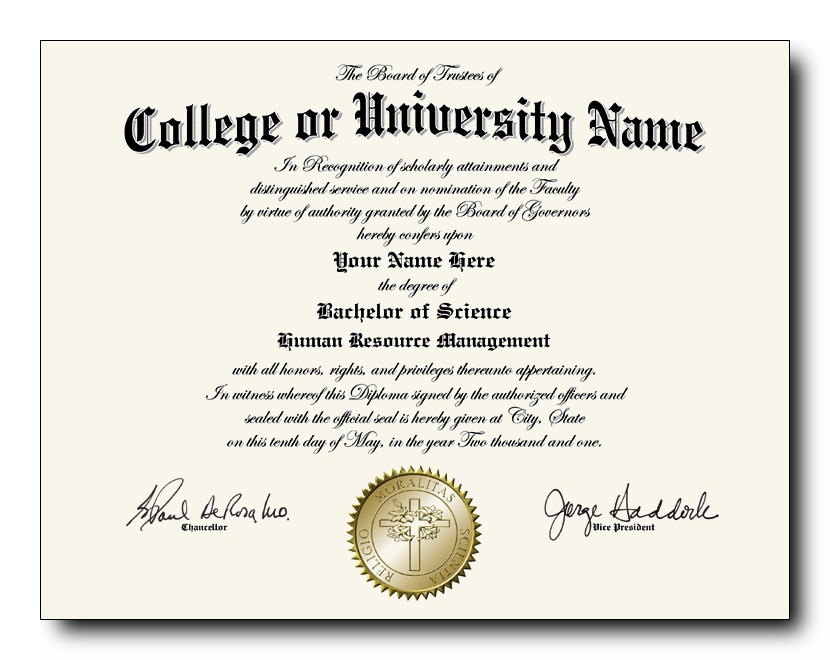 The Board of Trustees of
College or University Name
In Recognition of scholarly attainments and
distinguished service and on nomination of the Faculty
by virtue of authority granted by the Board of Governors
hereby confers upon
Your Name Here
the degree of
Bachelor of Science
Human Resource Management
with all honors, rights, and privileges thereunto appertaining.
In witness whereof this Diploma signed by the authorized officers and
sealed with the official seal is hereby given at City, State
on this tenth day of May, in the year Two thousand and one.
Paul DeRosa
Chancellor
MORALITAS
SCIENTIA
RELIGIO
Jorge Haddock
Vice President